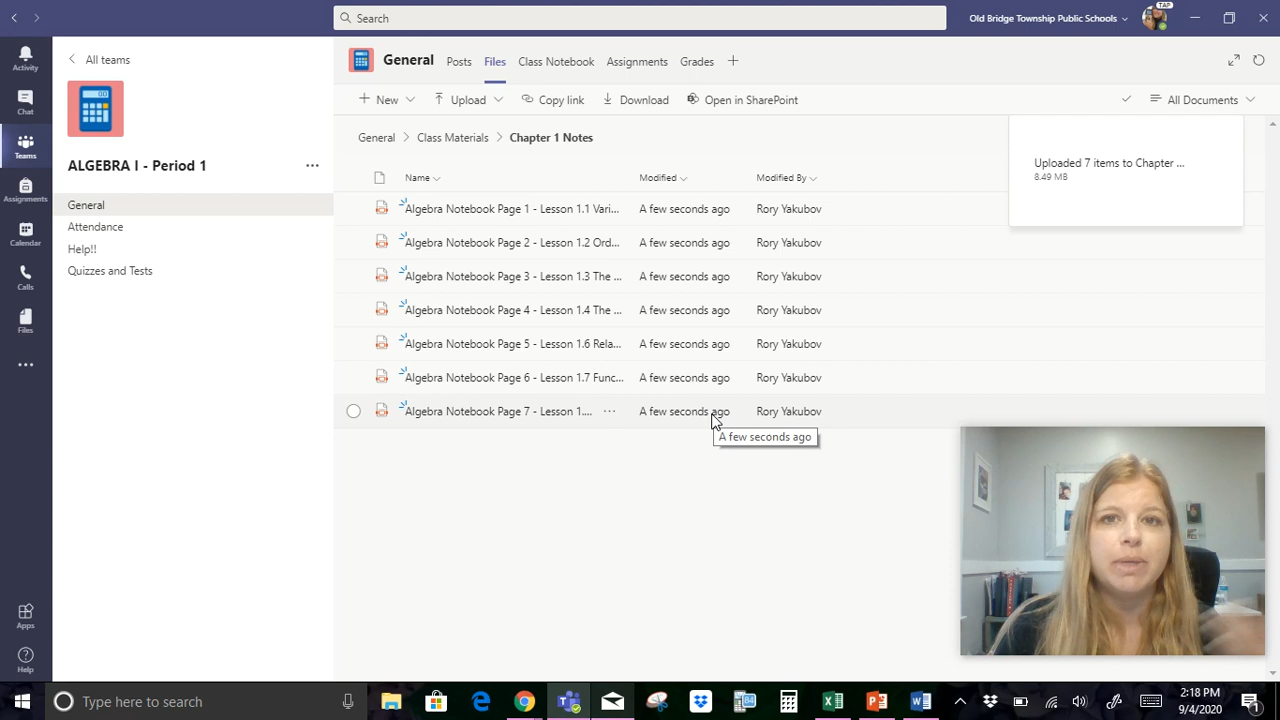 Search
Old Bridge Township Public Schools
TAP
Activity
Chat
Teams
Assignments
Calendar
Calls
Files
Apps
Help
All teams
ALGEBRA I - Period 1
General
Attendance
Help!!
Quizzes and Tests
General Posts Files Class Notebook Assignments Grades
New Upload Copy link Download Open in SharePoint All Documents
General > Class Materials > Chapter 1 Notes
Uploaded 7 items to Chapter ...
8.49 MB
Name Modified Modified By
Algebra Notebook Page 1 - Lesson 1.1 Vari... A few seconds ago Rory Yakubov
Algebra Notebook Page 2 - Lesson 1.2 Ord... A few seconds ago Rory Yakubov
Algebra Notebook Page 3 - Lesson 1.3 The ... A few seconds ago Rory Yakubov
Algebra Notebook Page 4 - Lesson 1.4 The ... A few seconds ago Rory Yakubov
Algebra Notebook Page 5 - Lesson 1.6 Rela... A few seconds ago Rory Yakubov
Algebra Notebook Page 6 - Lesson 1.7 Func... A few seconds ago Rory Yakubov
Algebra Notebook Page 7 - Lesson 1.... A few seconds ago Rory Yakubov
A few seconds ago
Type here to search
2:18 PM
9/4/2020